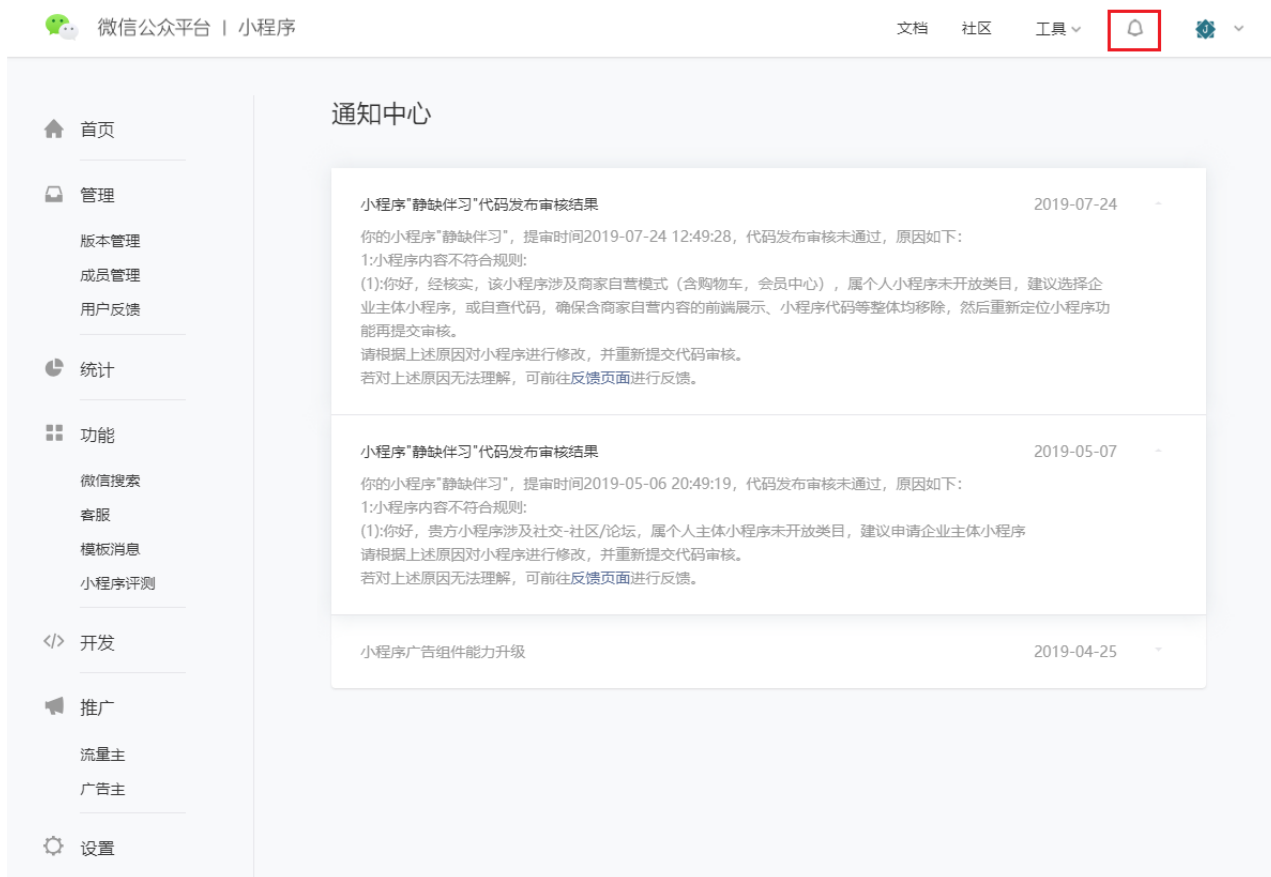 微信公众平台 | 小程序
文档 社区 工具
首页
管理
版本管理
成员管理
用户反馈
统计
功能
微信搜索
客服
模板消息
小程序评测
开发
推广
流量主
广告主
设置
通知中心
小程序"静缺伴习"代码发布审核结果 2019-07-24
你的小程序"静缺伴习"，提审时间2019-07-24 12:49:28，代码发布审核未通过，原因如下：
1:小程序内容不符合规则:
(1):你好，经核实，该小程序涉及商家自营模式（含购物车，会员中心），属个人小程序未开放类目，建议选择企
业主体小程序，或自查代码，确保含商家自营内容的前端展示、小程序代码等整体均移除，然后重新定位小程序功
能再提交审核。
请根据上述原因对小程序进行修改，并重新提交代码审核。
若对上述原因无法理解，可前往反馈页面进行反馈。
小程序"静缺伴习"代码发布审核结果 2019-05-07
你的小程序"静缺伴习"，提审时间2019-05-06 20:49:19，代码发布审核未通过，原因如下：
1:小程序内容不符合规则:
(1):你好，贵方小程序涉及社交-社区/论坛，属个人主体小程序未开放类目，建议申请企业主体小程序
请根据上述原因对小程序进行修改，并重新提交代码审核。
若对上述原因无法理解，可前往反馈页面进行反馈。
小程序广告组件能力升级 2019-04-25